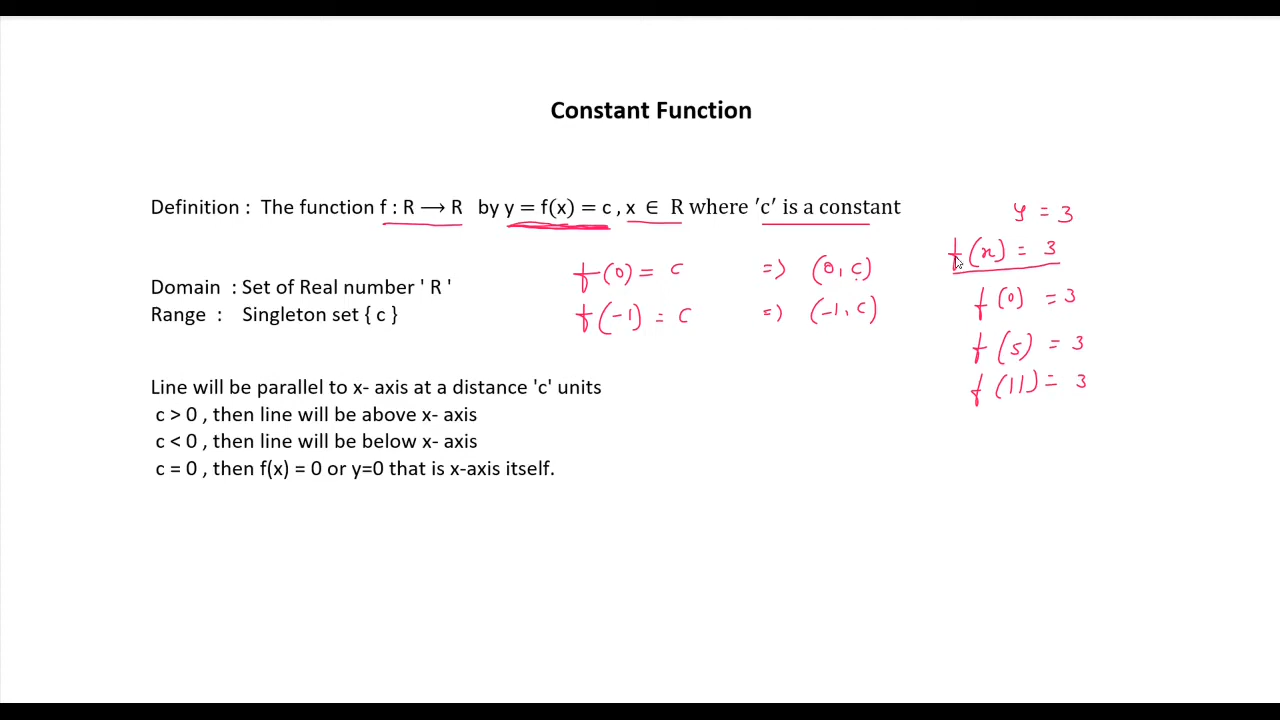 Constant Function
Definition : The function f : R ⟶ R by y = f(x) = c , x ∈ R where 'c' is a constant
y = 3
f(x) = 3
Domain : Set of Real number ' R '
Range : Singleton set { c }
f(0) = c => (0, c)
f(-1) = c => (-1, c)
f(0) = 3
f(5) = 3
f(11) = 3
Line will be parallel to x- axis at a distance 'c' units
c > 0 , then line will be above x- axis
c < 0 , then line will be below x- axis
c = 0 , then f(x) = 0 or y=0 that is x-axis itself.